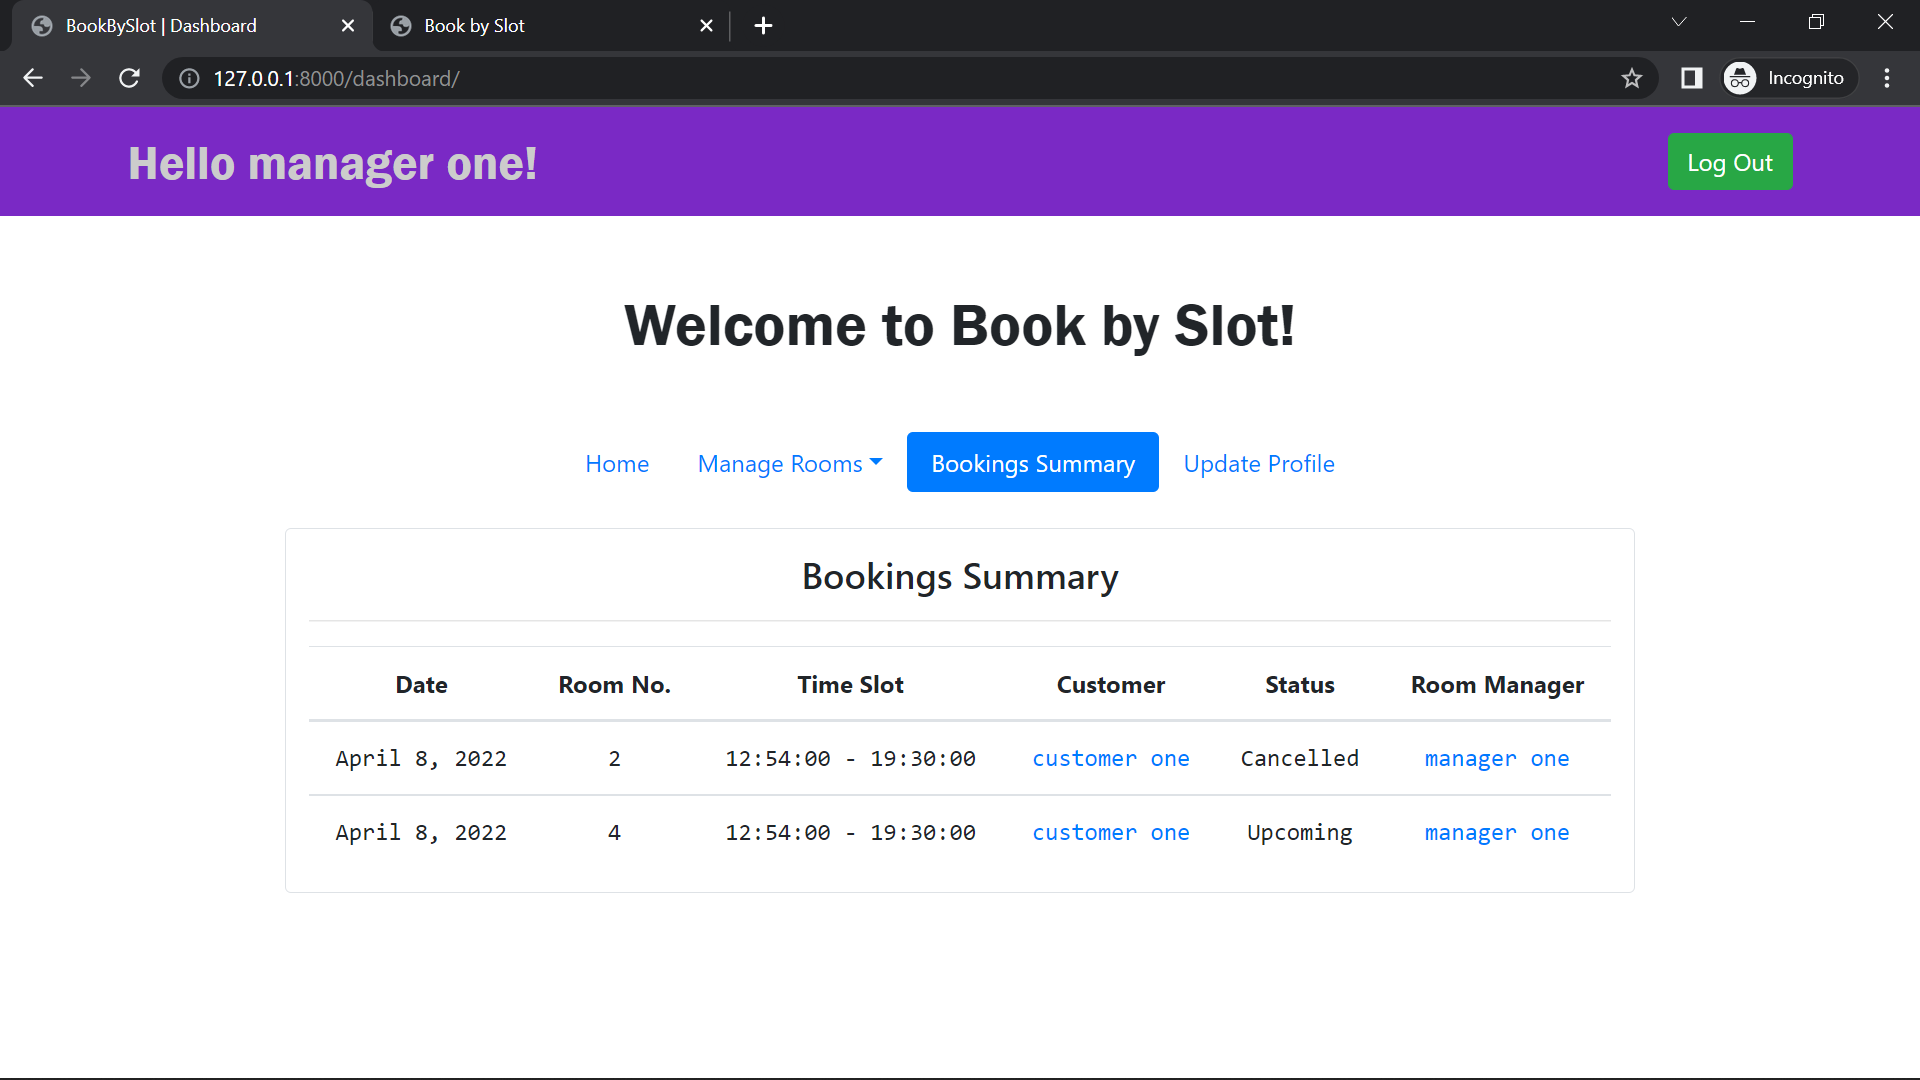 BookBySlot | Dashboard
Book by Slot
127.0.0.1:8000/dashboard/
Incognito
Hello manager one!
Log Out
Welcome to Book by Slot!
Home
Manage Rooms
Bookings Summary
Update Profile
Bookings Summary
Date Room No. Time Slot Customer Status Room Manager
April 8, 2022 2 12:54:00 - 19:30:00 customer one Cancelled manager one
April 8, 2022 4 12:54:00 - 19:30:00 customer one Upcoming manager one